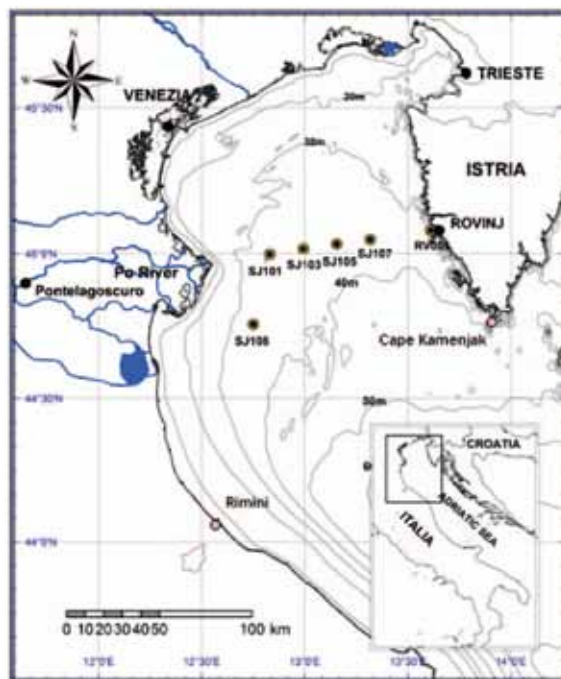 N
W
E
S
TRIESTE
VENEZIA
45°30'N
20m
30m
ISTRIA
ROVINJ
RV001
45°0'N
SJ107
SJ105
SJ103
SJ101
Po River
Pontelagoscuro
40m
SJ108
Cape Kamenjak
44°30'N
50m
CROATIA
ADRIATIC SEA
ITALIA
Rimini
44°0'N
0 10 20 30 40 50 100 km
12°0'E 12°30'E 13°0'E 13°30'E 14°0'E